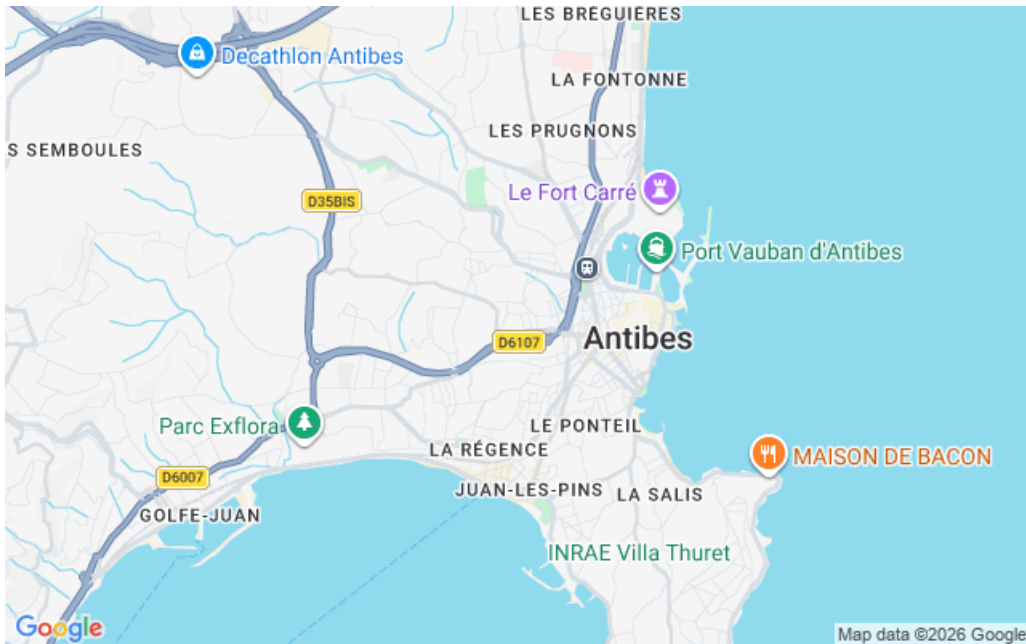 LES BRÉGUIÈRES
Decathlon Antibes
LA FONTONNE
LES PRUGNONS
S SEMBOULES
Le Fort Carré
D35BIS
Port Vauban d'Antibes
Antibes
D6107
Parc Exflora
LE PONTEIL
LA RÉGENCE
MAISON DE BACON
D6007
JUAN-LES-PINS
LA SALIS
GOLFE-JUAN
INRAE Villa Thuret
Google
Map data ©2026 Google